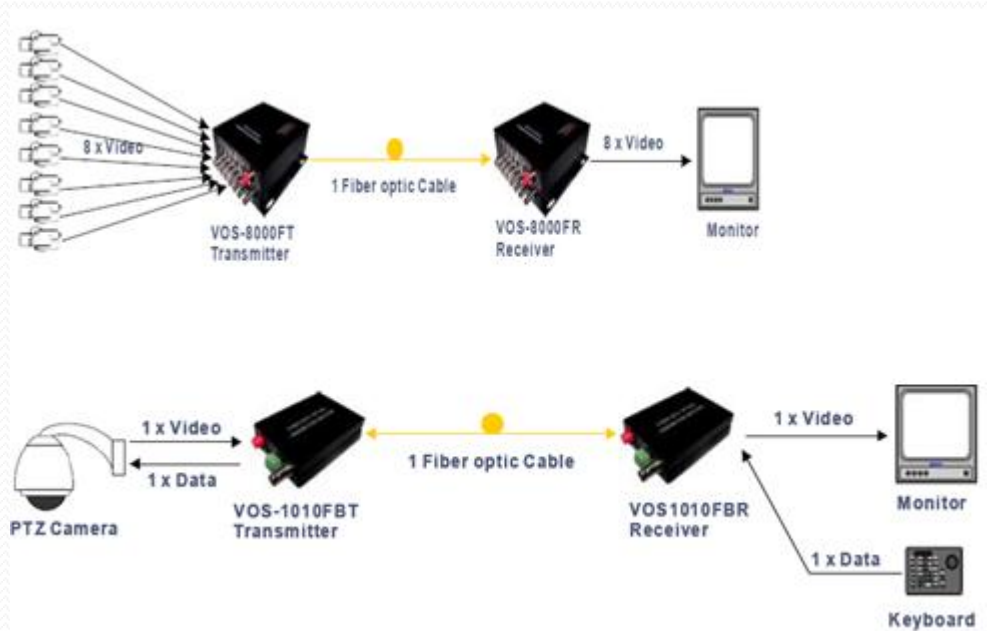 8 x Video
1 Fiber optic Cable
8 x Video
VOS-8000FT
Transmitter
VOS-8000FR
Receiver
Monitor
1 x Video
1 x Data
PTZ Camera
VOS-1010FBT
Transmitter
1 Fiber optic Cable
VOS1010FBR
Receiver
1 x Video
Monitor
1 x Data
Keyboard